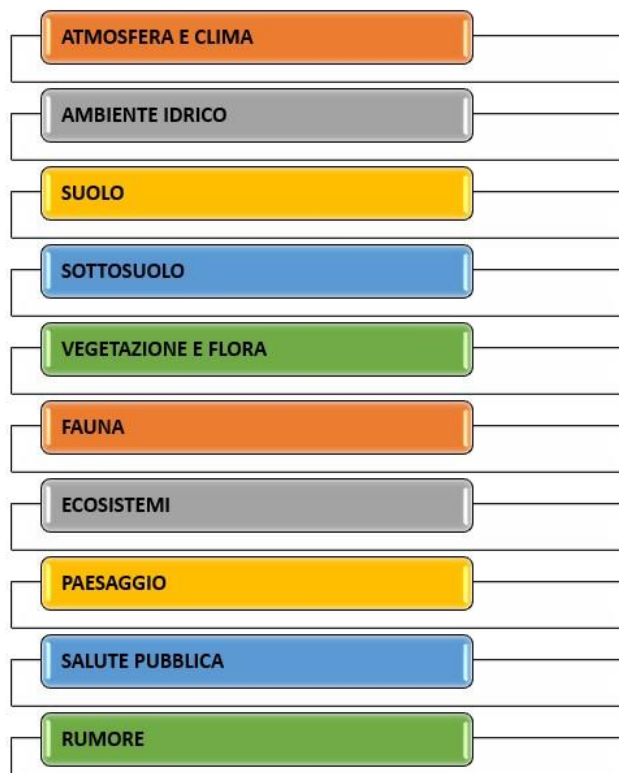 ATMOSFERA E CLIMA
AMBIENTE IDRICO
SUOLO
SOTTOSUOLO
VEGETAZIONE E FLORA
FAUNA
ECOSISTEMI
PAESAGGIO
SALUTE PUBBLICA
RUMORE